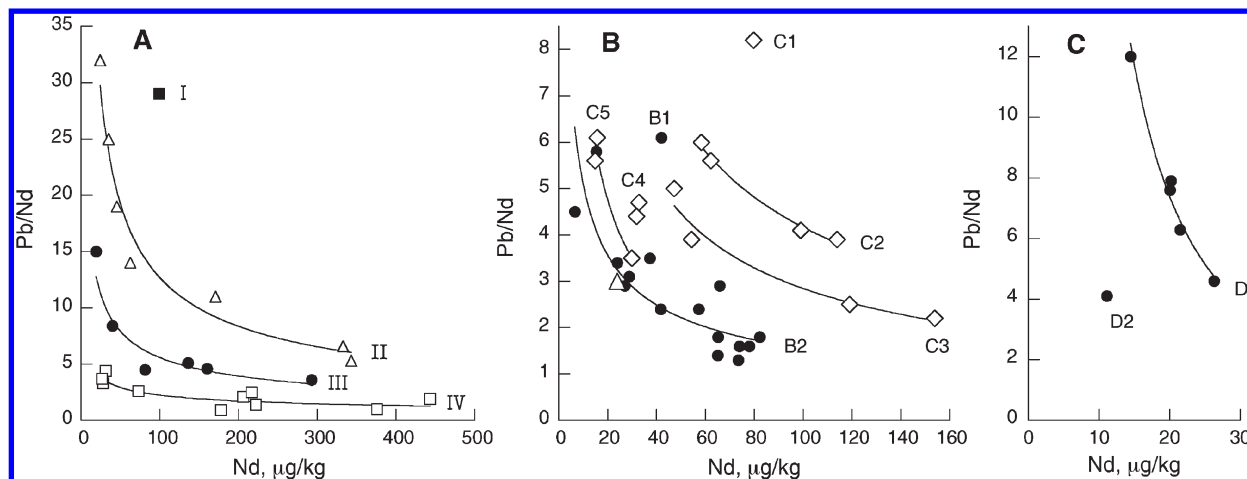 A
35
30
25
20
15
10
5
0
Pb/Nd
I
II
III
IV
0 100 200 300 400 500
Nd, μg/kg
B
8
7
6
5
4
3
2
1
0
Pb/Nd
C1
C5
B1
C4
C2
B2
C3
0 20 40 60 80 100 120 140 160
Nd, μg/kg
C
12
10
8
6
4
2
0
Pb/Nd
D2
D
0 10 20 30
Nd, μg/kg